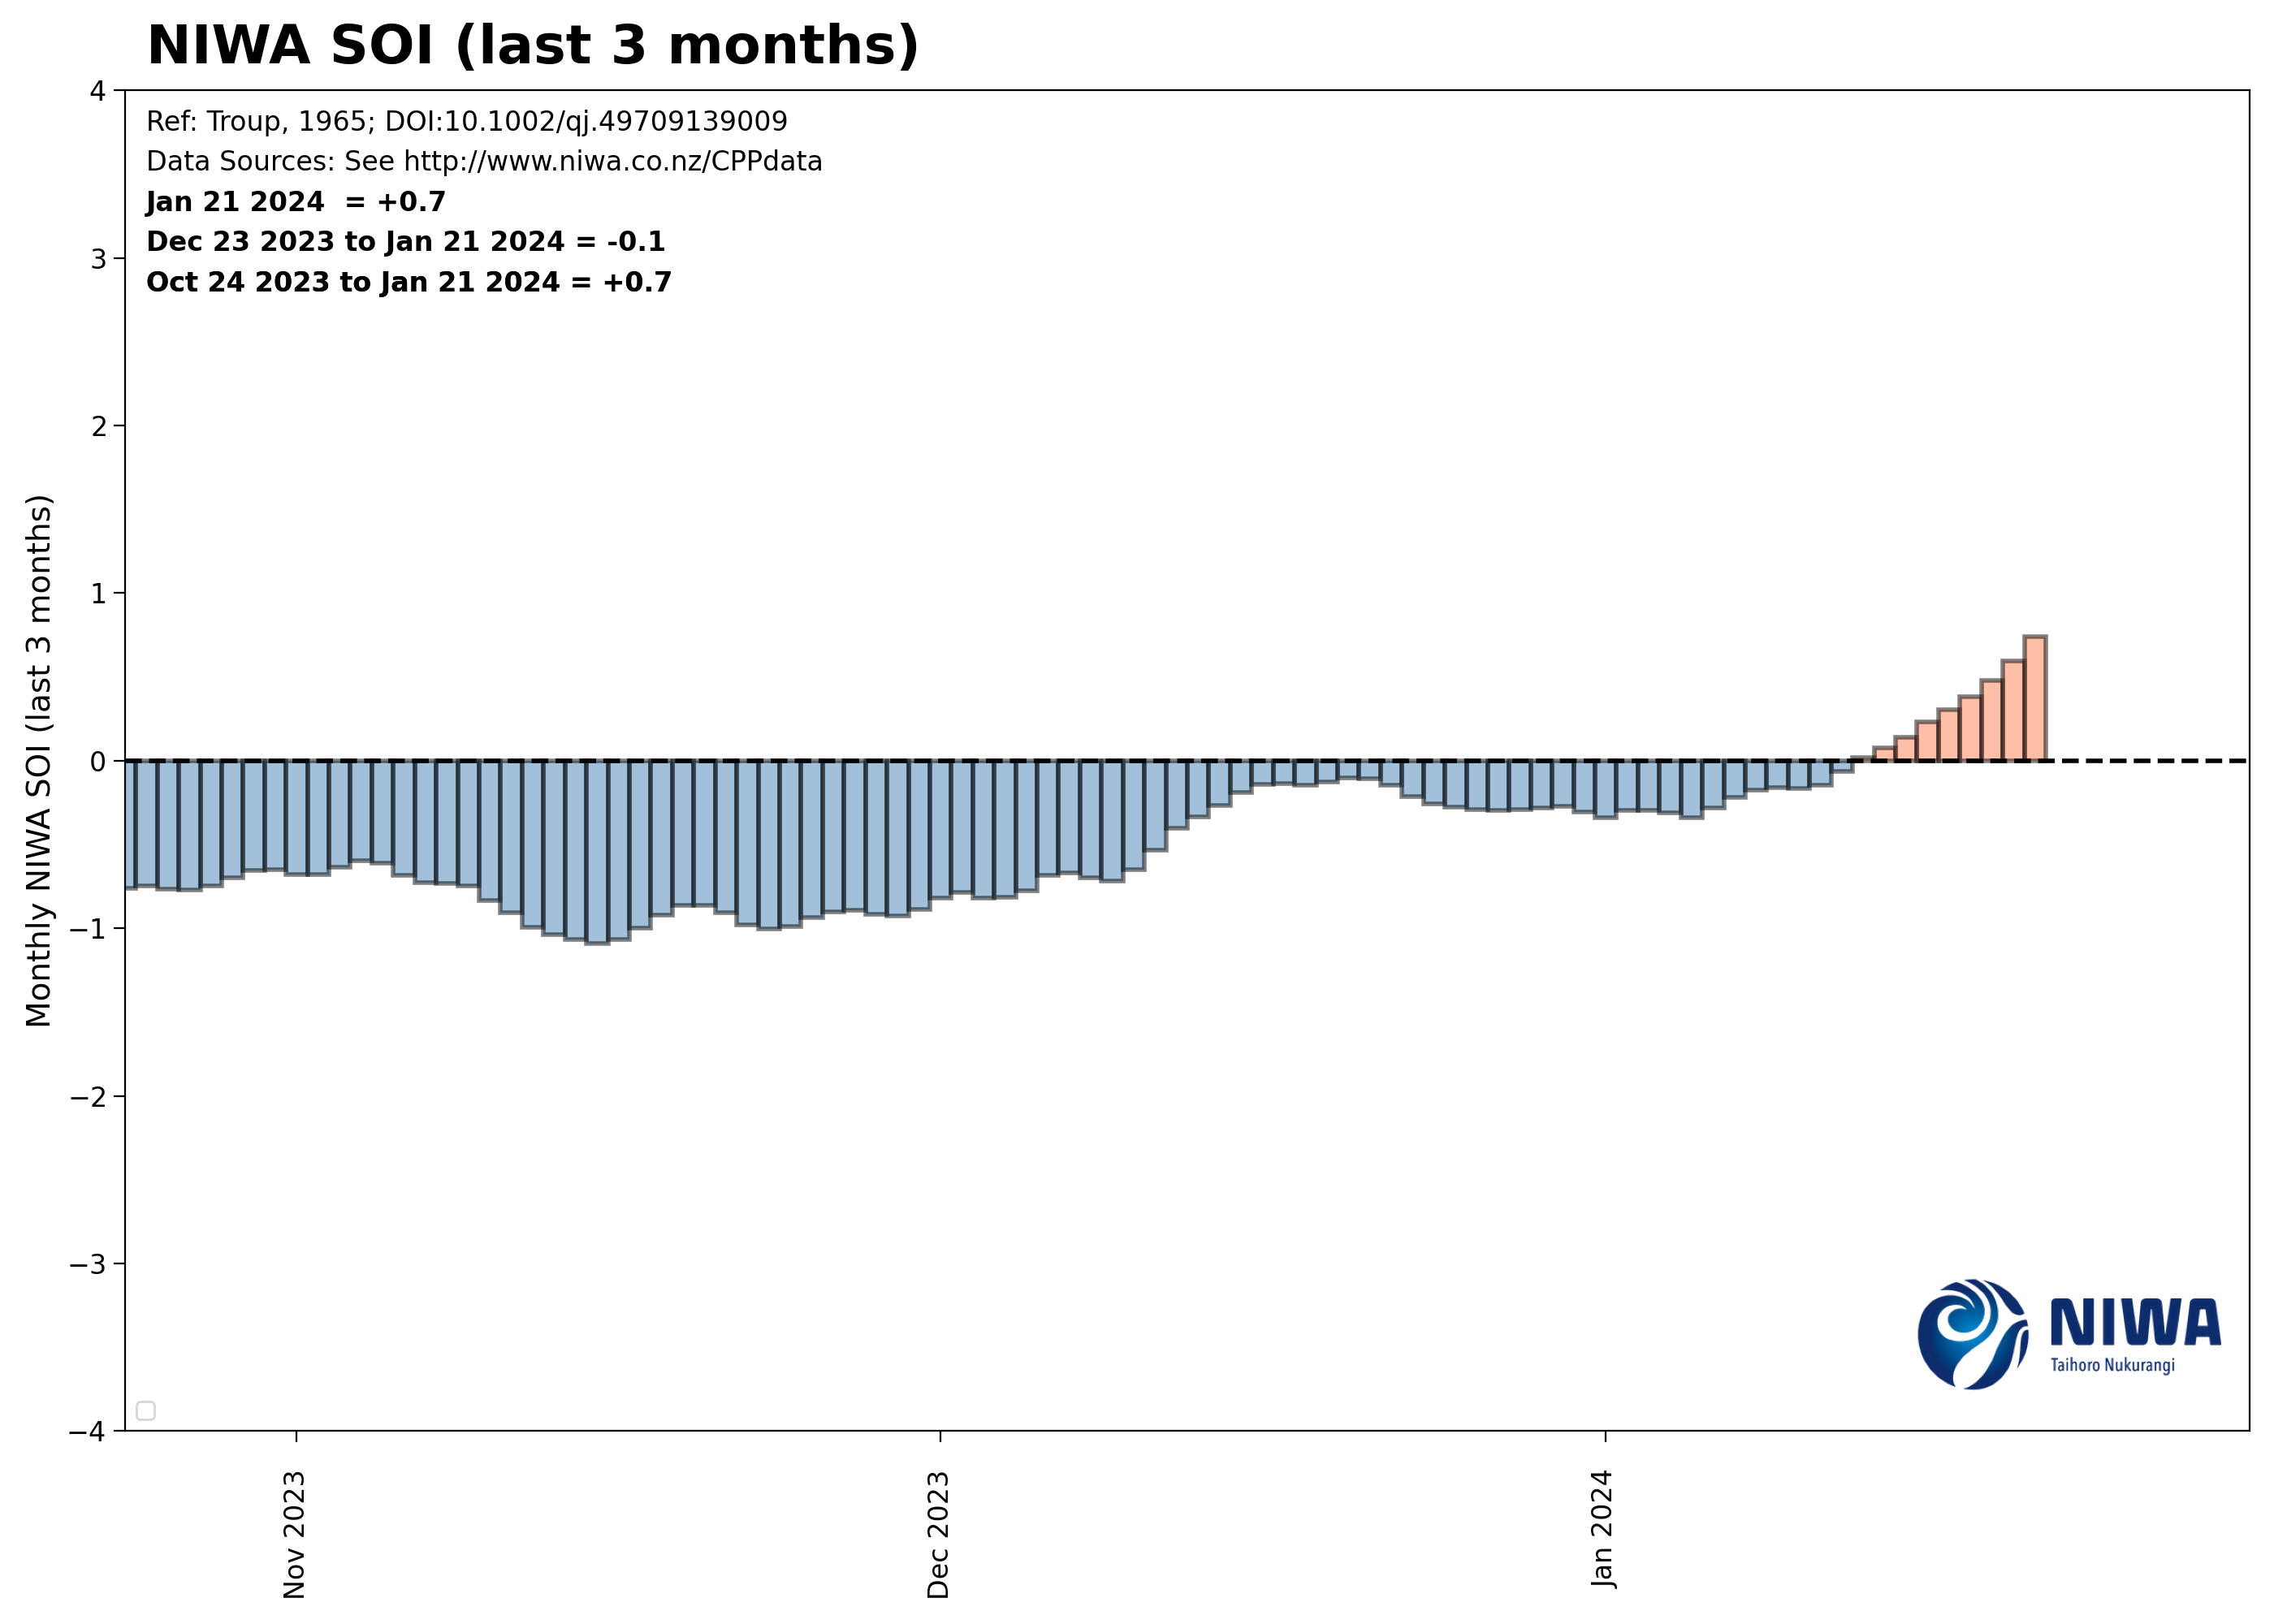 NIWA SOI (last 3 months)
Ref: Troup, 1965; DOI:10.1002/qj.49709139009
Data Sources: See http://www.niwa.co.nz/CPPdata
Jan 21 2024  = +0.7
Dec 23 2023 to Jan 21 2024 = -0.1
Oct 24 2023 to Jan 21 2024 = +0.7
Monthly NIWA SOI (last 3 months)
4
3
2
1
0
−1
−2
−3
−4
Nov 2023
Dec 2023
Jan 2024
NIWA
Taihoro Nukurangi